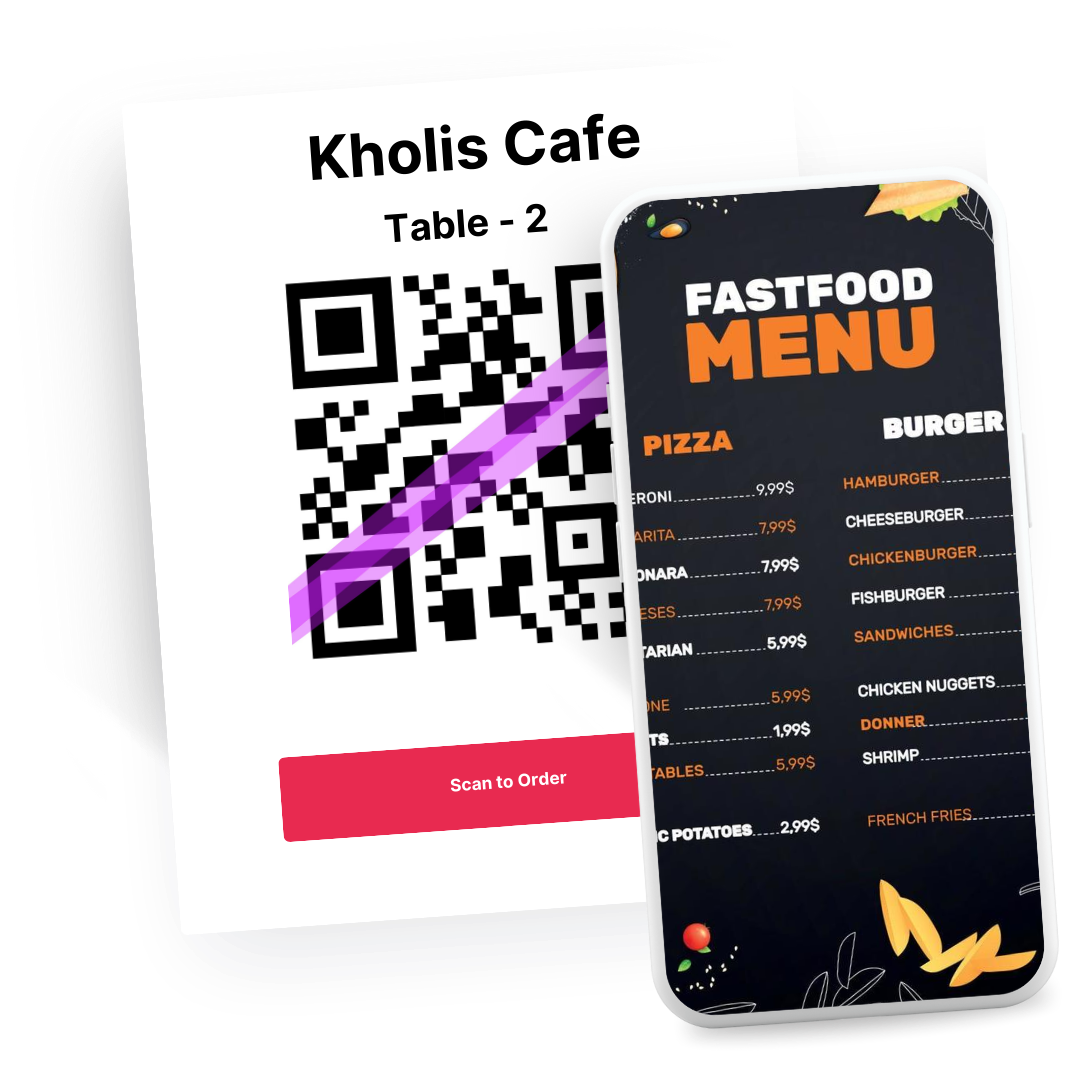 Kholis Cafe
Table - 2
Scan to Order
FASTFOOD
MENU
PIZZA
ERONI 9,99$
ARITA 7,99$
ONARA 7,99$
ESES 7,99$
TARIAN 5,99$
ONE 5,99$
TS 1,99$
TABLES 5,99$
IC POTATOES 2,99$
BURGER
HAMBURGER
CHEESEBURGER
CHICKENBURGER
FISHBURGER
SANDWICHES
CHICKEN NUGGETS
DONNER
SHRIMP
FRENCH FRIES